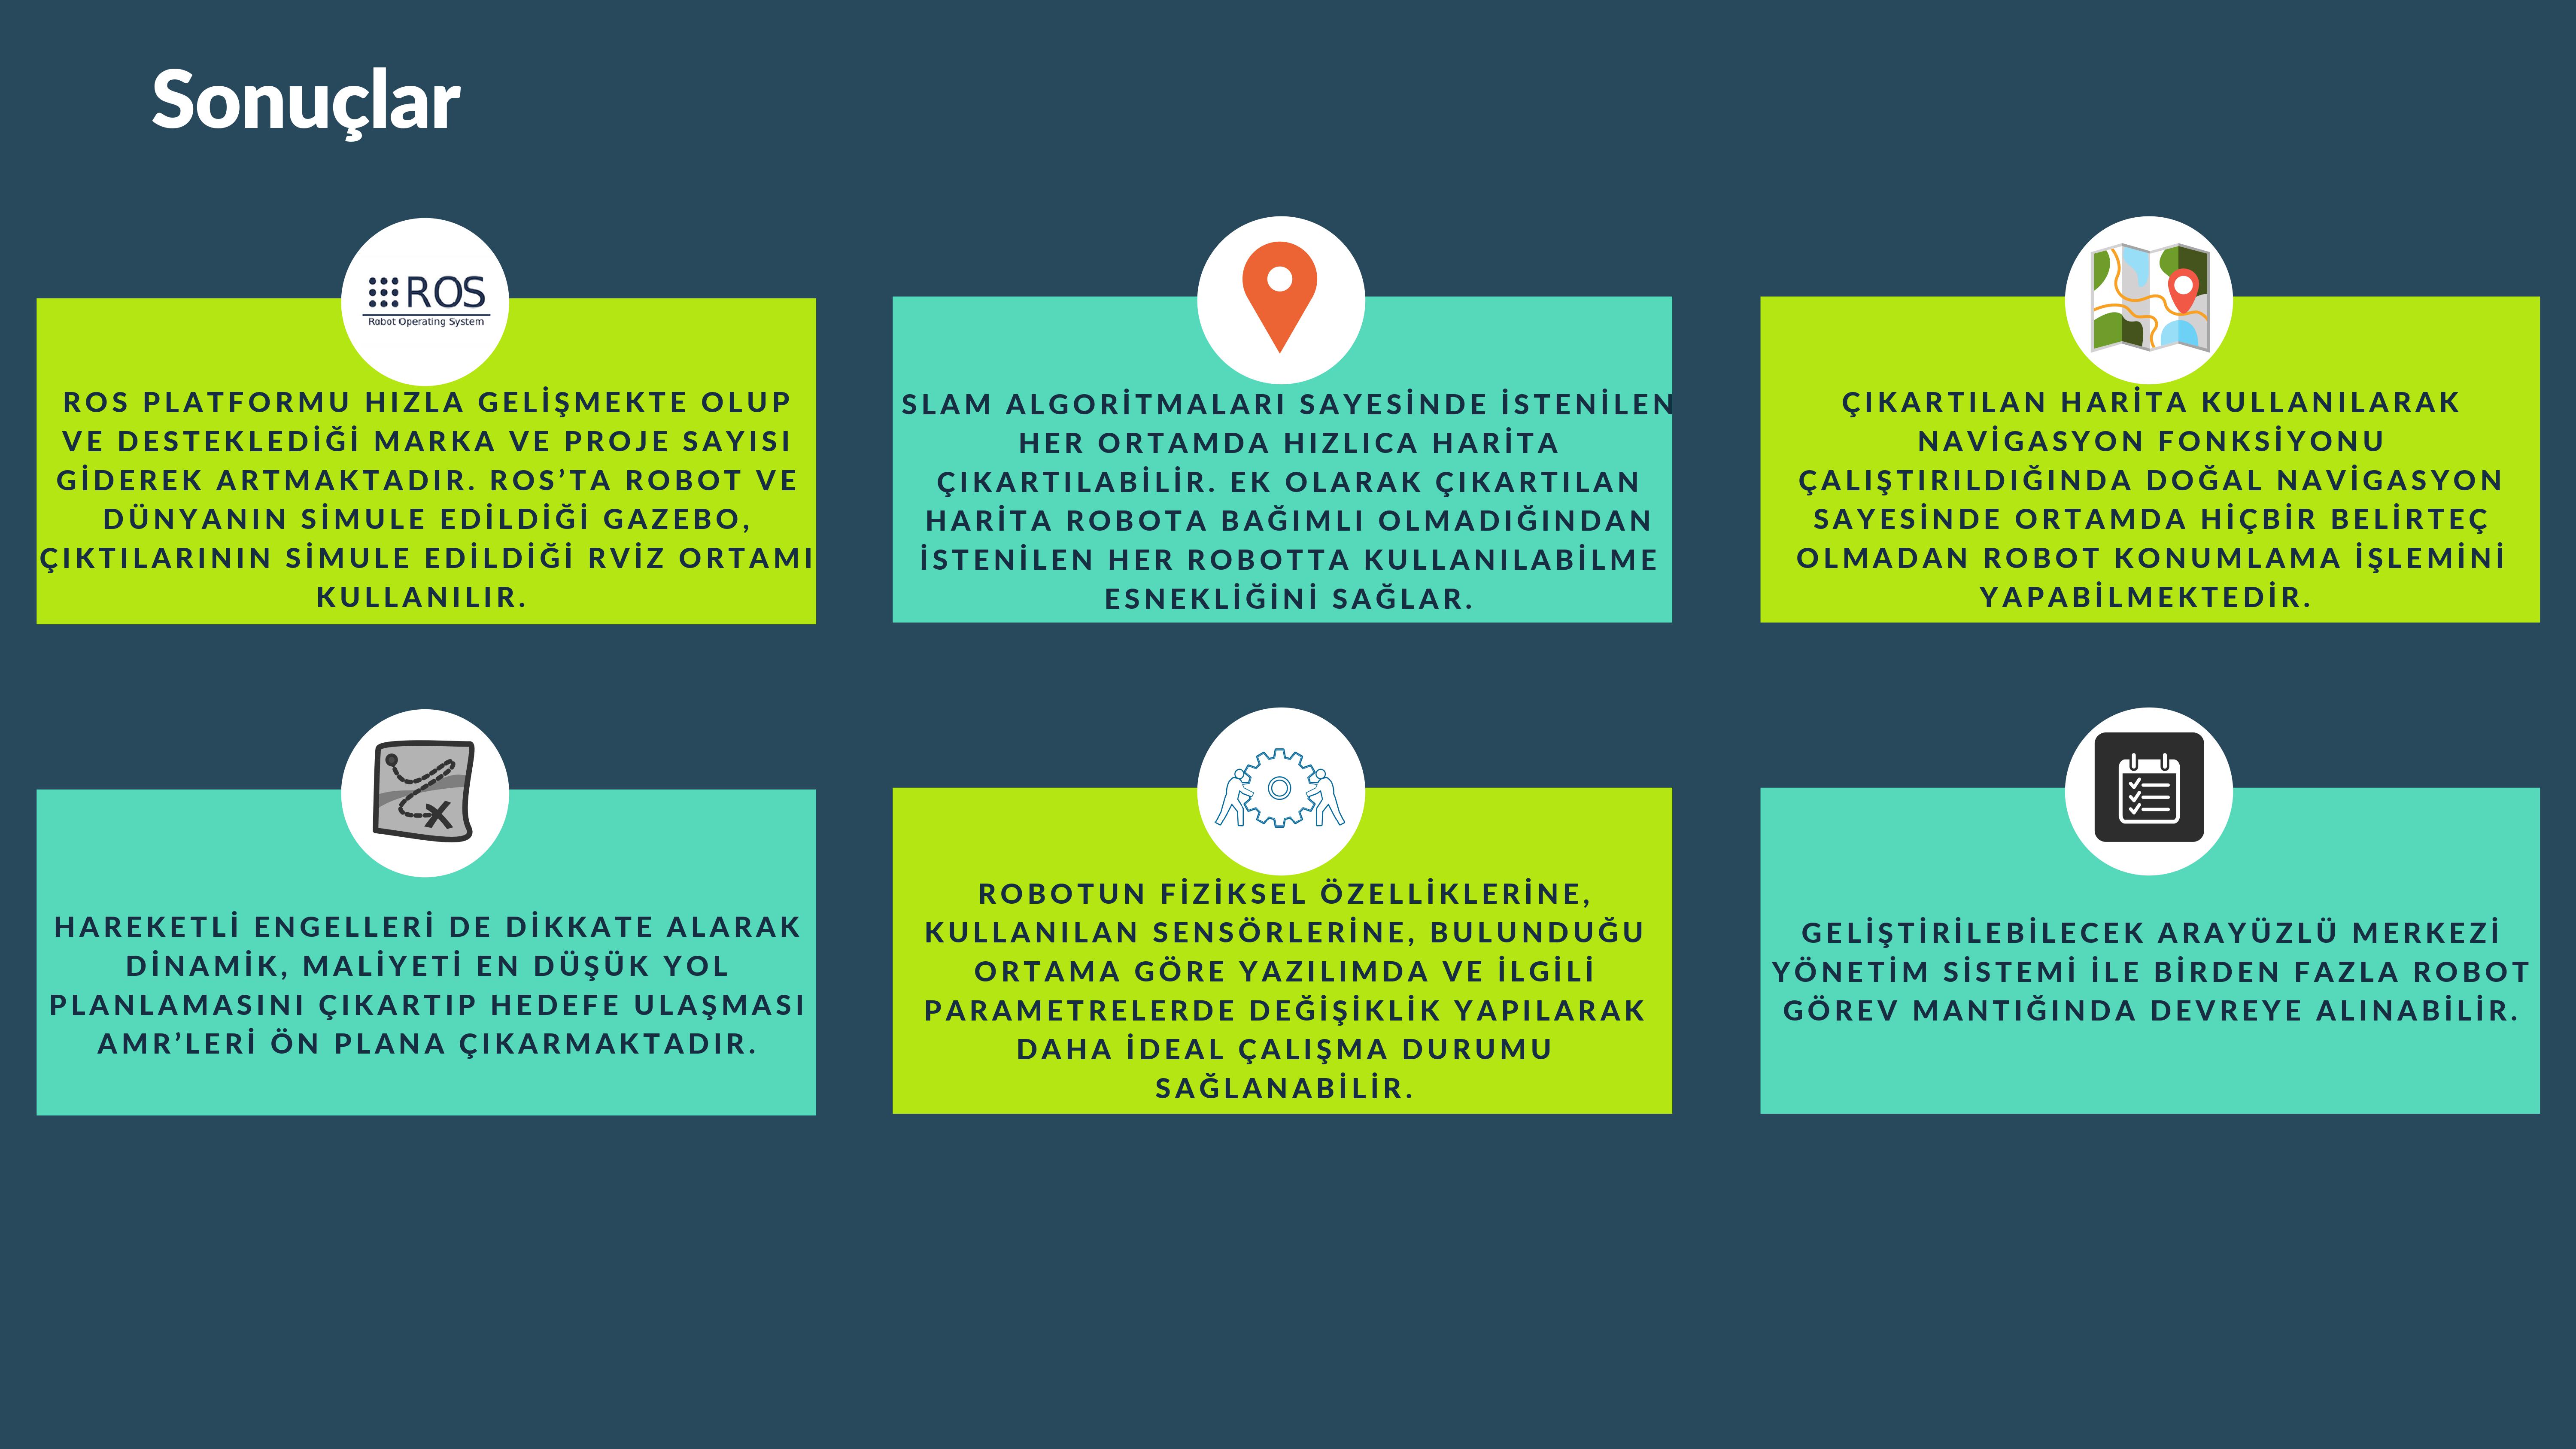 Sonuçlar
ROS
Robot Operating System
ROS PLATFORMU HIZLA GELİŞMEKTE OLUP
VE DESTEKLEDİĞİ MARKA VE PROJE SAYISI
GİDEREK ARTMAKTADIR. ROS’TA ROBOT VE
DÜNYANIN SİMULE EDİLDİĞİ GAZEBO,
ÇIKTILARININ SİMULE EDİLDİĞİ RVİZ ORTAMI
KULLANILIR.
SLAM ALGORİTMALARI SAYESİNDE İSTENİLEN
HER ORTAMDA HIZLICA HARİTA
ÇIKARTILABİLİR. EK OLARAK ÇIKARTILAN
HARİTA ROBOTA BAĞIMLI OLMADIĞINDAN
İSTENİLEN HER ROBOTTA KULLANILABİLME
ESNEKLİĞİNİ SAĞLAR.
ÇIKARTILAN HARİTA KULLANILARAK
NAVİGASYON FONKSİYONU
ÇALIŞTIRILDIĞINDA DOĞAL NAVİGASYON
SAYESİNDE ORTAMDA HİÇBİR BELİRTEÇ
OLMADAN ROBOT KONUMLAMA İŞLEMİNİ
YAPABİLMEKTEDİR.
HAREKETLİ ENGELLERİ DE DİKKATE ALARAK
DİNAMİK, MALİYETİ EN DÜŞÜK YOL
PLANLAMASINI ÇIKARTIP HEDEFE ULAŞMASI
AMR’LERİ ÖN PLANA ÇIKARMAKTADIR.
ROBOTUN FİZİKSEL ÖZELLİKLERİNE,
KULLANILAN SENSÖRLERİNE, BULUNDUĞU
ORTAMA GÖRE YAZILIMDA VE İLGİLİ
PARAMETRELERDE DEĞİŞİKLİK YAPILARAK
DAHA İDEAL ÇALIŞMA DURUMU
SAĞLANABİLİR.
GELİŞTİRİLEBİLECEK ARAYÜZLÜ MERKEZİ
YÖNETİM SİSTEMİ İLE BİRDEN FAZLA ROBOT
GÖREV MANTIĞINDA DEVREYE ALINABİLİR.